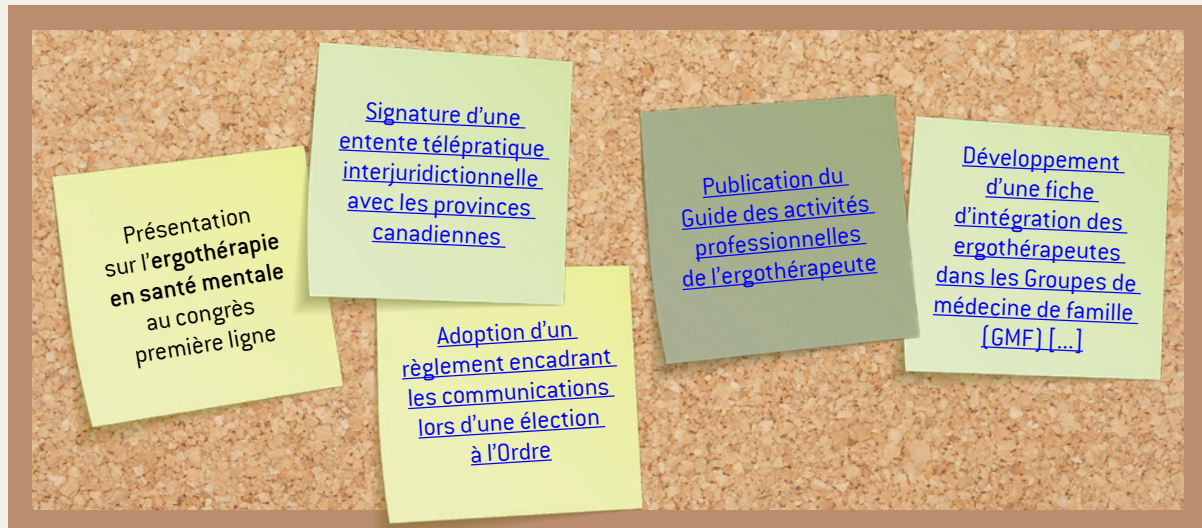 Présentation
sur l'ergothérapie
en santé mentale
au congrès
première ligne
Signature d'une
entente télépratique
interjuridictionnelle
avec les provinces
canadiennes
Adoption d'un
règlement encadrant
les communications
lors d'une élection
à l'Ordre
Publication du
Guide des activités
professionnelles
de l'ergothérapeute
Développement
d'une fiche
d'intégration des
ergothérapeutes
dans les Groupes de
médecine de famille
(GMF) [...]